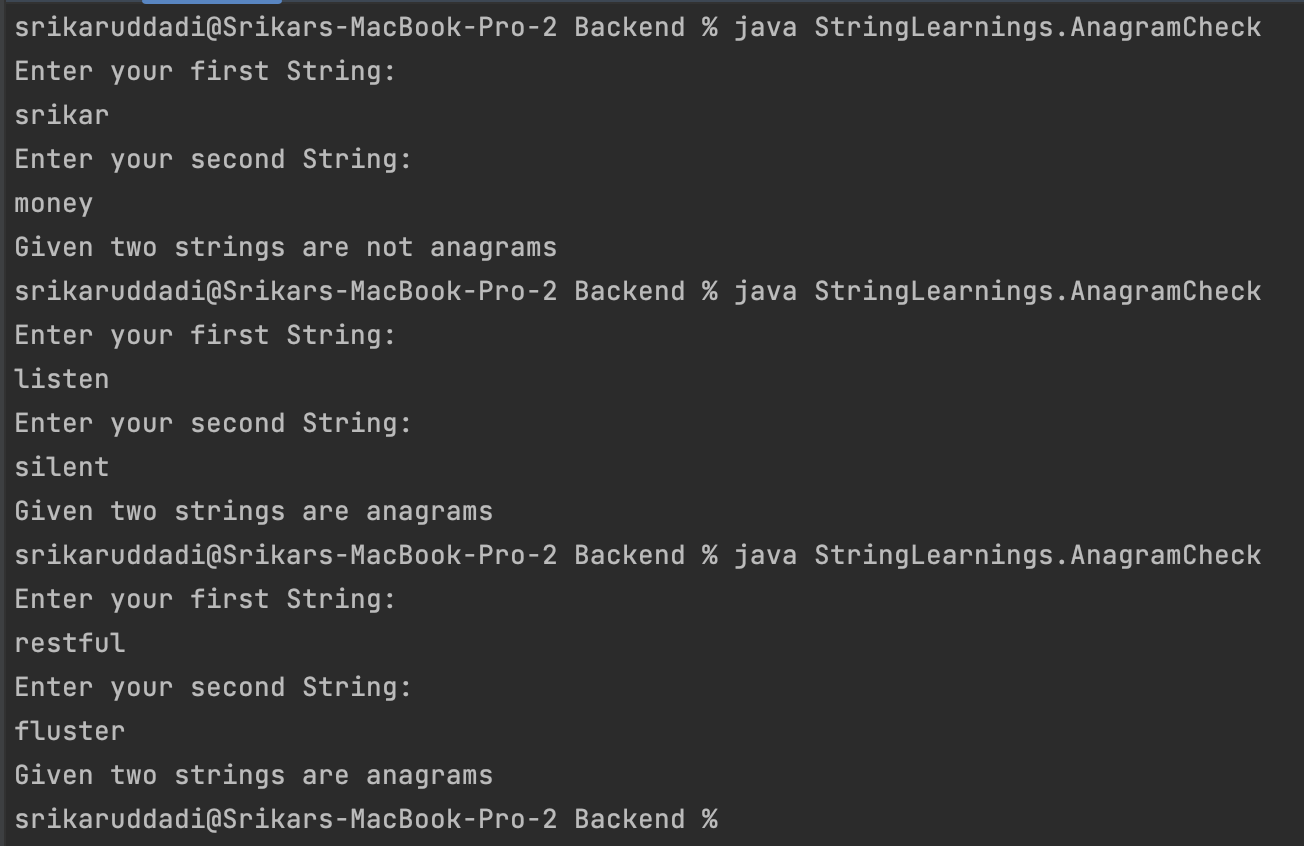 srikaruddadi@Srikars-MacBook-Pro-2 Backend % java StringLearnings.AnagramCheck
Enter your first String:
srikar
Enter your second String:
money
Given two strings are not anagrams
srikaruddadi@Srikars-MacBook-Pro-2 Backend % java StringLearnings.AnagramCheck
Enter your first String:
listen
Enter your second String:
silent
Given two strings are anagrams
srikaruddadi@Srikars-MacBook-Pro-2 Backend % java StringLearnings.AnagramCheck
Enter your first String:
restful
Enter your second String:
fluster
Given two strings are anagrams
srikaruddadi@Srikars-MacBook-Pro-2 Backend %